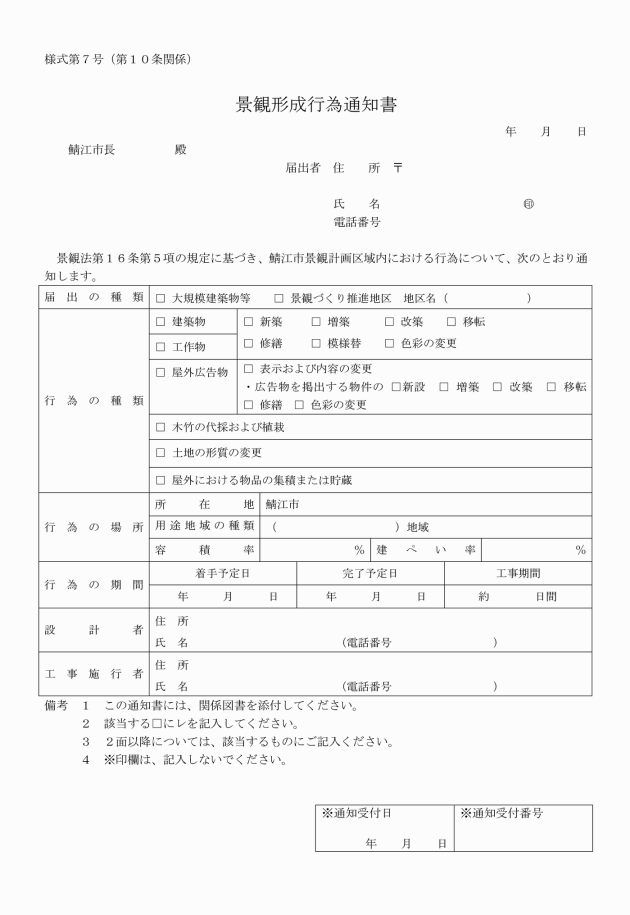 様式第７号（第１０条関係）
景観形成行為通知書
年　　月　　日
鯖江市長　　　　　殿
届出者　住　　所　〒
氏　　名　　　　　　　　　　　　㊞
電話番号
景観法第１６条第５項の規定に基づき、鯖江市景観計画区域内における行為について、次のとおり通
知します。
届出の種類　□ 大規模建築物等　　□ 景観づくり推進地区　地区名（　　　　　　　）
行為の種類
□ 建築物　□ 新築　　□ 増築　　□ 改築　□ 移転
□ 工作物　□ 修繕　　□ 模様替　□ 色彩の変更
□ 屋外広告物　□ 表示および内容の変更
・広告物を掲出する物件の　□新設　□ 増築　□ 改築　□ 移転
□ 修繕　□ 色彩の変更
□ 木竹の代採および植栽
□ 土地の形質の変更
□ 屋外における物品の集積または貯蔵
行為の場所
所在地　鯖江市
用途地域の種類　（　　　　　　　　　　）地域
容積率　　　　　　　　％　建ぺい率　　　　　　　　％
行為の期間
着手予定日　完了予定日　工事期間
年　　月　　日　年　　月　　日　約　　　日間
設計者
住　所
氏　名　　　　　　　　　　　　　（電話番号　　　　　　　　）
工事施行者
住　所
氏　名　　　　　　　　　　　　　（電話番号　　　　　　　　）
備考　１　この通知書には、関係図書を添付してください。
２　該当する□にレを記入してください。
３　２面以降については、該当するものにご記入ください。
４　※印欄は、記入しないでください。
※通知受付日　※通知受付番号
年　　月　　日